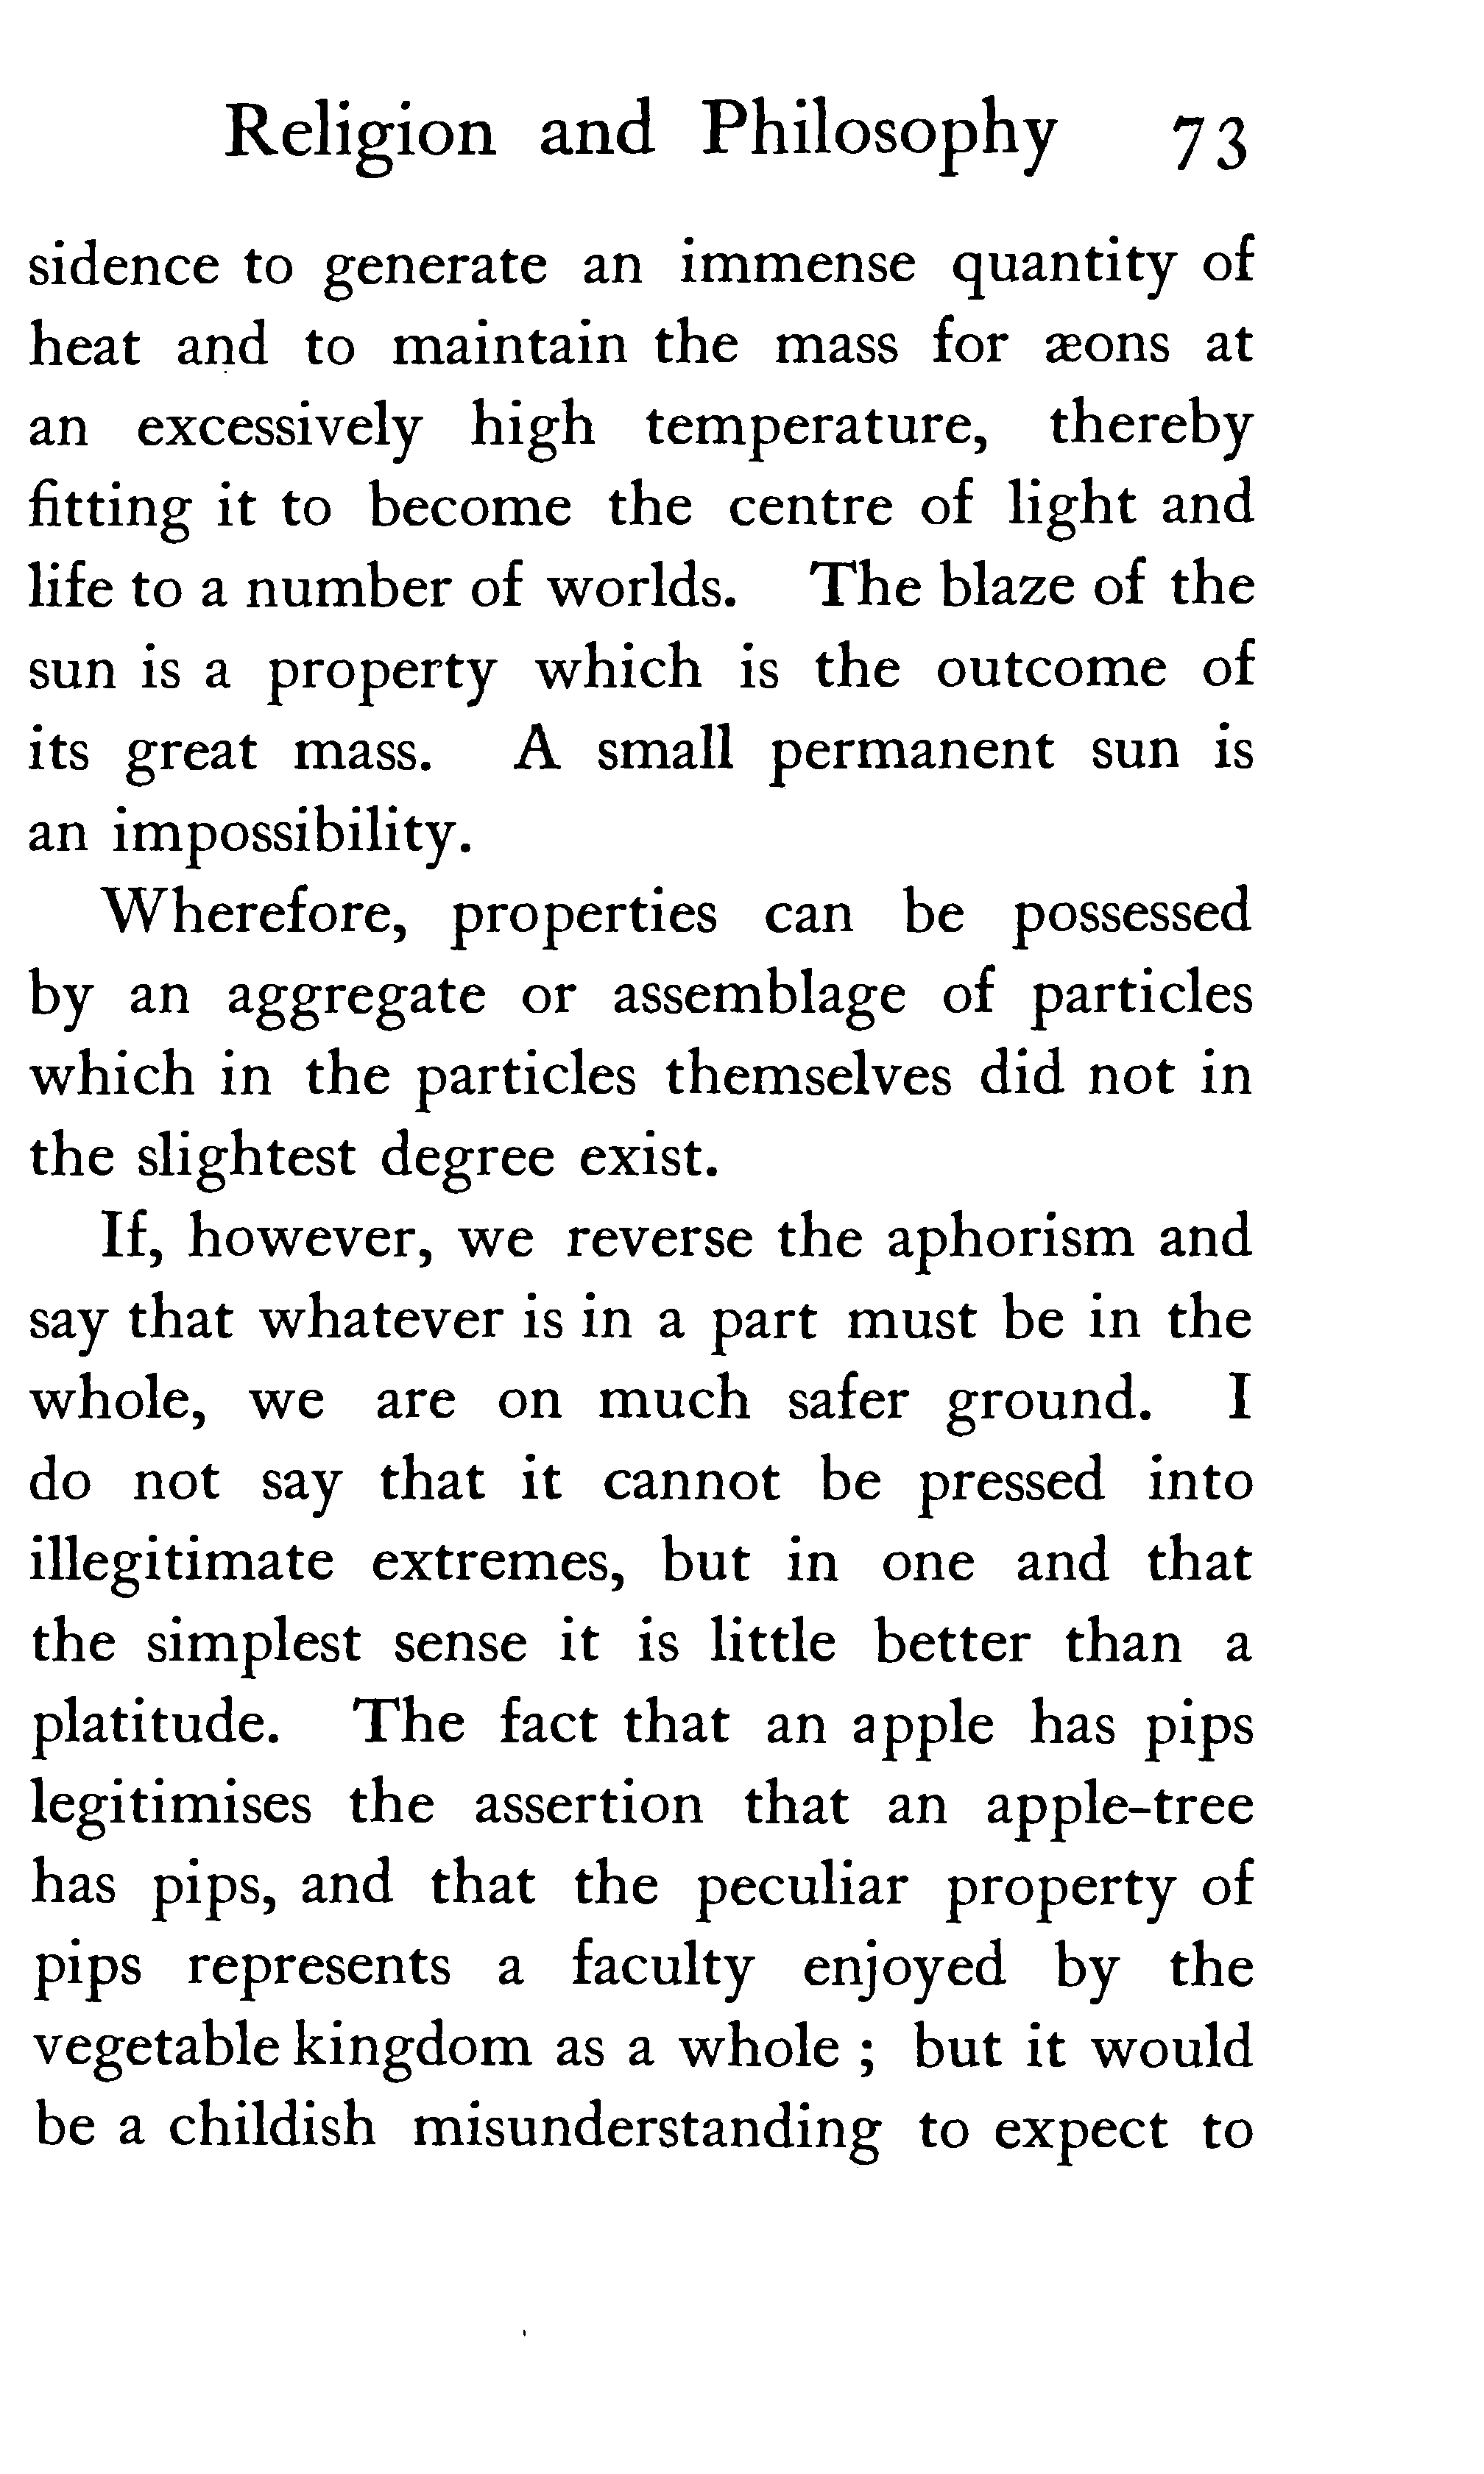 Religion and Philosophy 73
sidence to generate an immense quantity of
heat and to maintain the mass for æons at
an excessively high temperature, thereby
fitting it to become the centre of light and
life to a number of worlds. The blaze of the
sun is a property which is the outcome of
its great mass. A small permanent sun is
an impossibility.
Wherefore, properties can be possessed
by an aggregate or assemblage of particles
which in the particles themselves did not in
the slightest degree exist.
If, however, we reverse the aphorism and
say that whatever is in a part must be in the
whole, we are on much safer ground. I
do not say that it cannot be pressed into
illegitimate extremes, but in one and that
the simplest sense it is little better than a
platitude. The fact that an apple has pips
legitimises the assertion that an apple-tree
has pips, and that the peculiar property of
pips represents a faculty enjoyed by the
vegetable kingdom as a whole ; but it would
be a childish misunderstanding to expect to